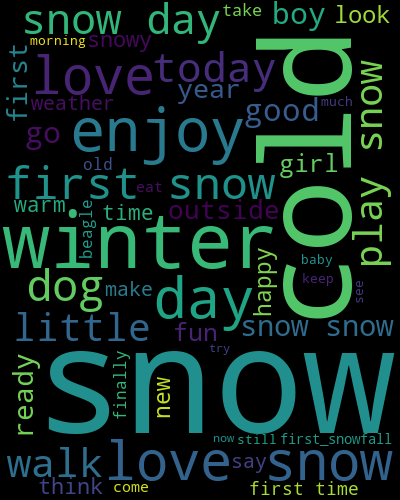 snow day
take
boy
look
morning
snowy
first
love
today
year
weather
good
much
cold
play snow
go
enjoy
old
girl
first
eat
snow
warm
beagle
time
outside
winter
happy
baby
keep
see
dog
make
day
little
fun
snow snow
try
ready
finally
new
snow
now
still
first_snowfall
walk
love
say
snow
think
come
first time